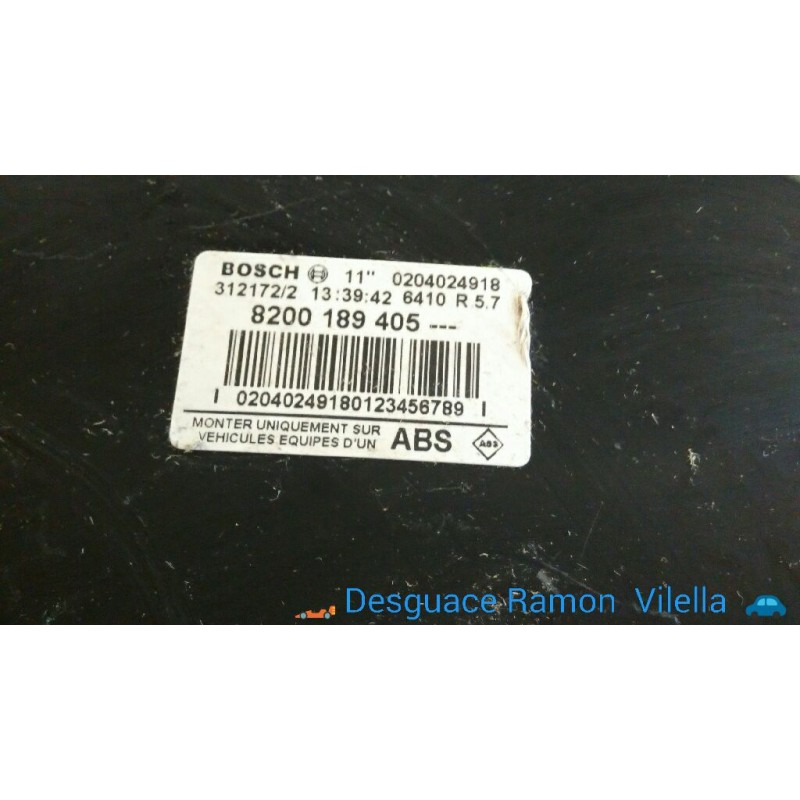 BOSCH 11" 0204024918
312172/2 13:39:42 6410 R 5.7
8200 189 405 ---
I 02040249180123456789 I
MONTER UNIQUEMENT SUR
VEHICULES EQUIPES D'UN ABS ABS
Desguace Ramon Vilella